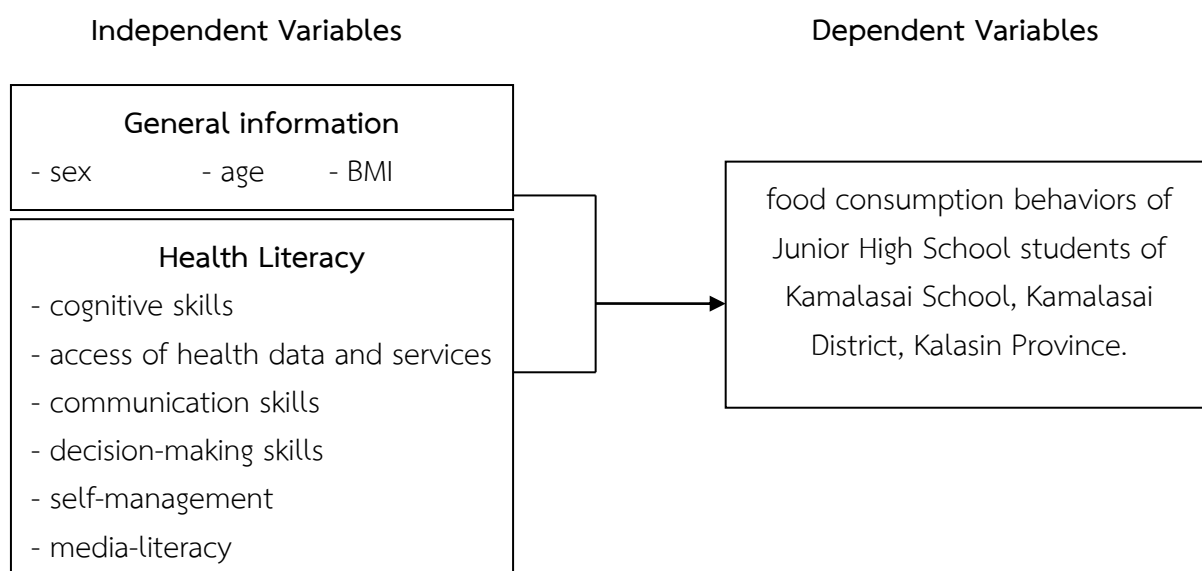 Independent Variables
Dependent Variables
General information
- sex - age - BMI
Health Literacy
- cognitive skills
- access of health data and services
- communication skills
- decision-making skills
- self-management
- media-literacy
food consumption behaviors of
Junior High School students of
Kamalasai School, Kamalasai
District, Kalasin Province.